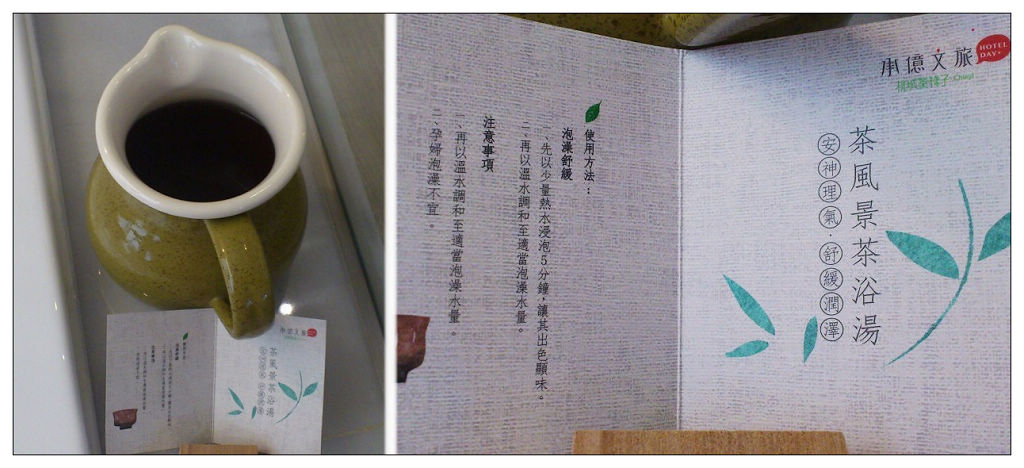 承億文旅
HOTEL DAY+
桃城茶樣子 Chiayi
茶風景茶浴湯
安神理氣．舒緩潤澤
使用方法：
泡澡舒緩
一、先以少量熱水浸泡5分鐘，讓其出色顯味。
二、再以溫水調和至適當泡澡水量。
注意事項
一、再以溫水調和至適當泡澡水量。
二、孕婦泡澡不宜。